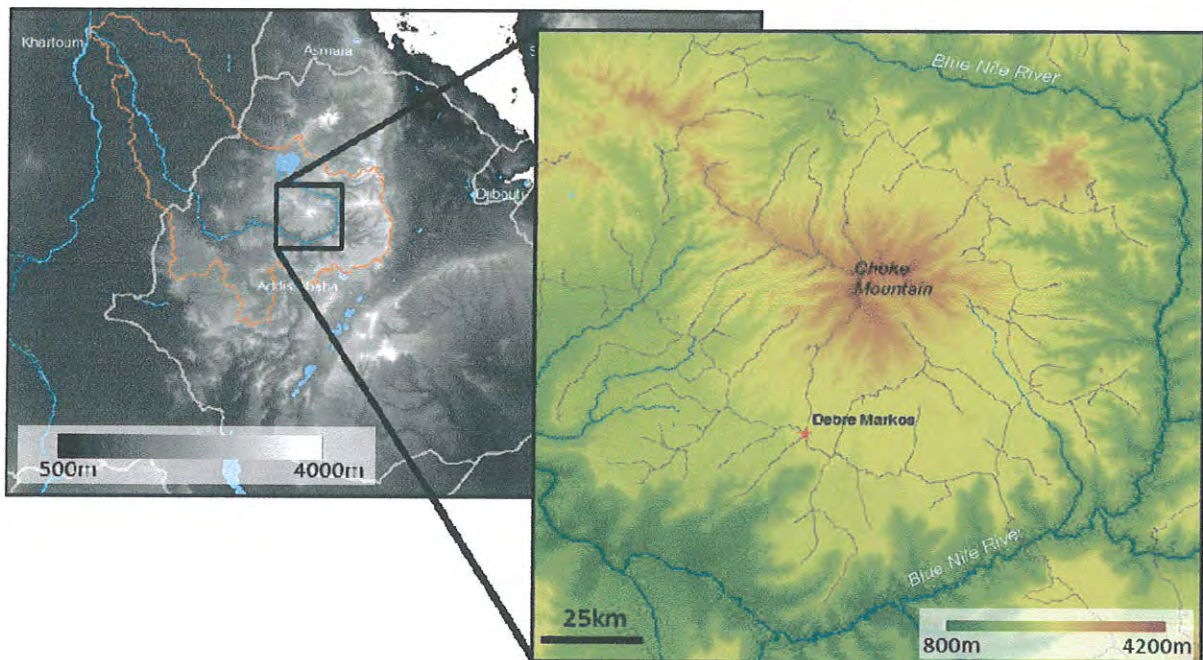 Khartoum
Asmara
Djibouti
Addis Ababa
500m
4000m
Blue Nile River
Choke
Mountain
Debre Markos
Blue Nile River
25km
800m
4200m